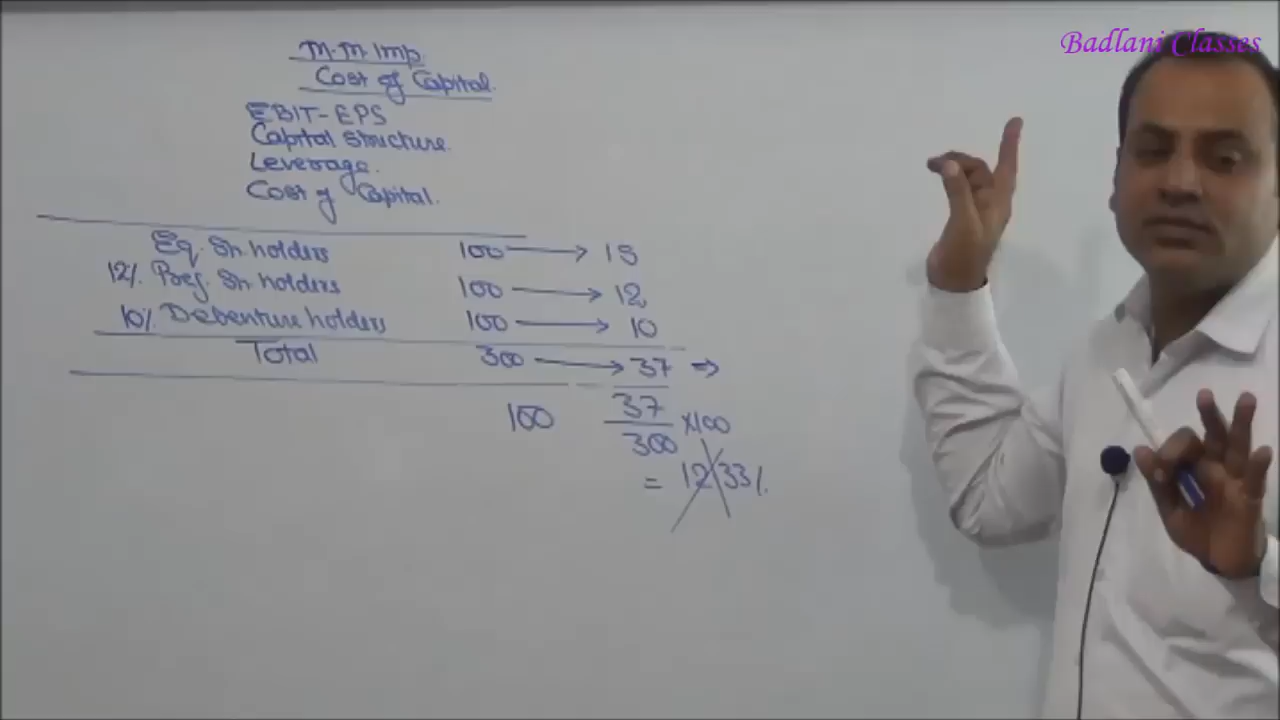 Badlani Classes
M.M.Imp.
Cost of Capital.
EBIT-EPS
Capital structure.
Leverage.
Cost of Capital.
Eq. Sh. holders 100 → 15
12% Pref. Sh holders 100 → 12
10% Debenture holders 100 → 10
Total 300 → 37 ⇒
100 37/300 ×100
= 12.33%.